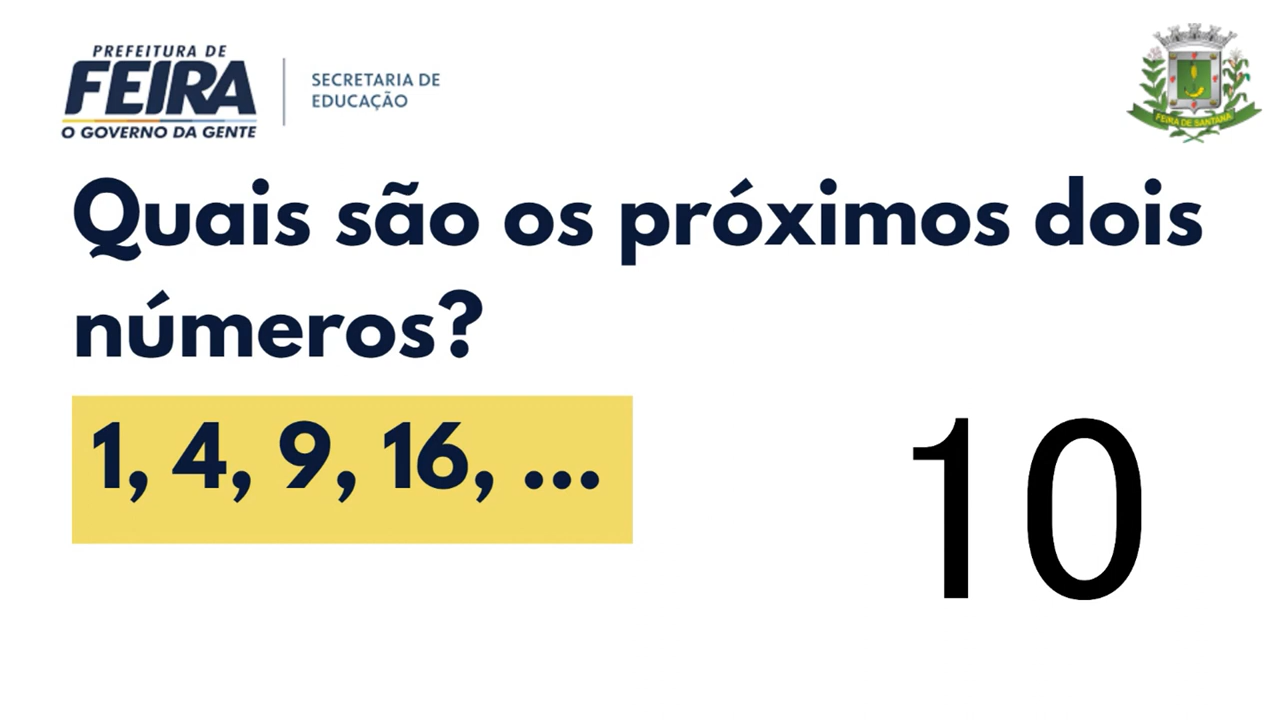 PREFEITURA DE
FEIRA
O GOVERNO DA GENTE
SECRETARIA DE
EDUCAÇÃO
FEIRA DE SANTANA
Quais são os próximos dois
números?
1, 4, 9, 16, ...
10